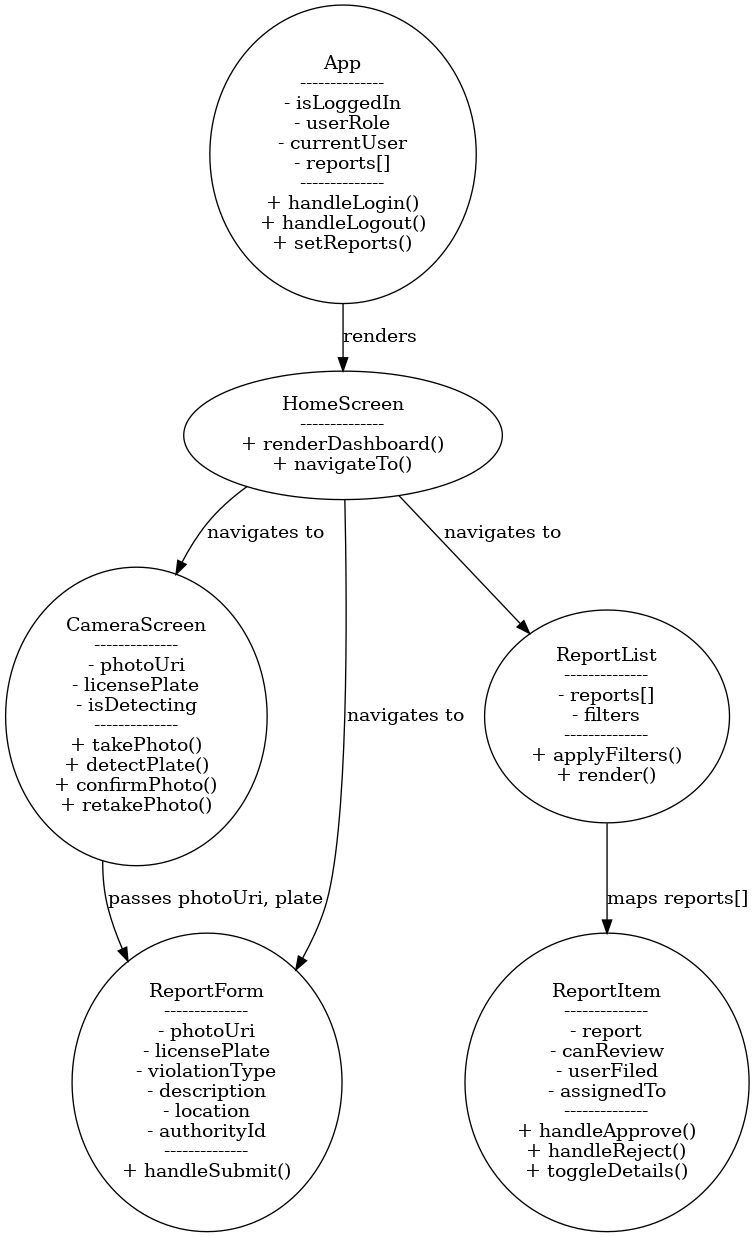 App
--------------
- isLoggedIn
- userRole
- currentUser
- reports[]
--------------
+ handleLogin()
+ handleLogout()
+ setReports()
renders
HomeScreen
--------------
+ renderDashboard()
+ navigateTo()
navigates to
navigates to
CameraScreen
--------------
- photoUri
- licensePlate
- isDetecting
--------------
+ takePhoto()
+ detectPlate()
+ confirmPhoto()
+ retakePhoto()
navigates to
ReportList
--------------
- reports[]
- filters
--------------
+ applyFilters()
+ render()
passes photoUri, plate
maps reports[]
ReportForm
--------------
- photoUri
- licensePlate
- violationType
- description
- location
- authorityId
--------------
+ handleSubmit()
ReportItem
--------------
- report
- canReview
- userFiled
- assignedTo
--------------
+ handleApprove()
+ handleReject()
+ toggleDetails()